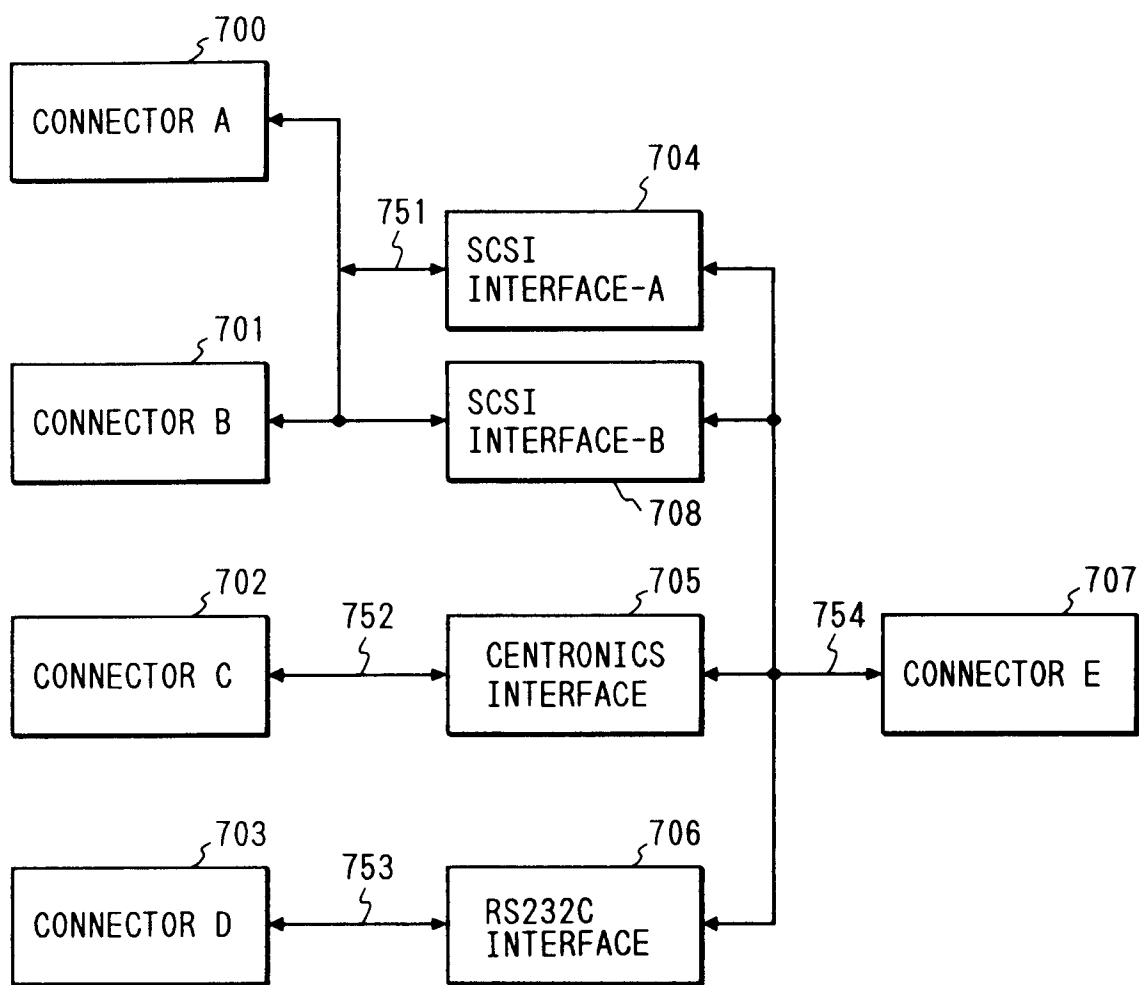 700
CONNECTOR A
704
751
SCSI
INTERFACE-A
701
CONNECTOR B
SCSI
INTERFACE-B
708
702
CONNECTOR C
752
705
CENTRONICS
INTERFACE
754
707
CONNECTOR E
703
CONNECTOR D
753
706
RS232C
INTERFACE